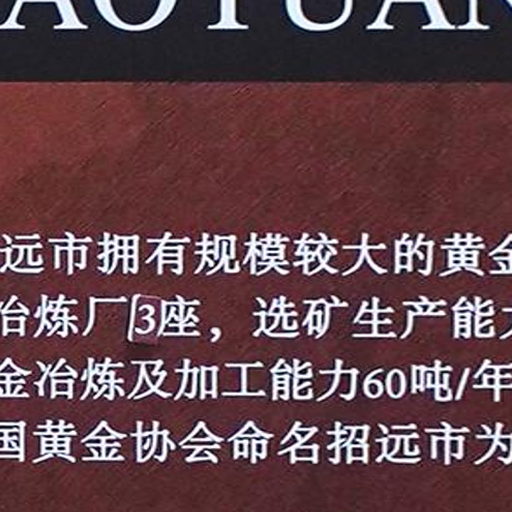 AOYUAN
远市拥有规模较大的黄金
冶炼厂3座，选矿生产能力
金冶炼及加工能力60吨/年
国黄金协会命名招远市为